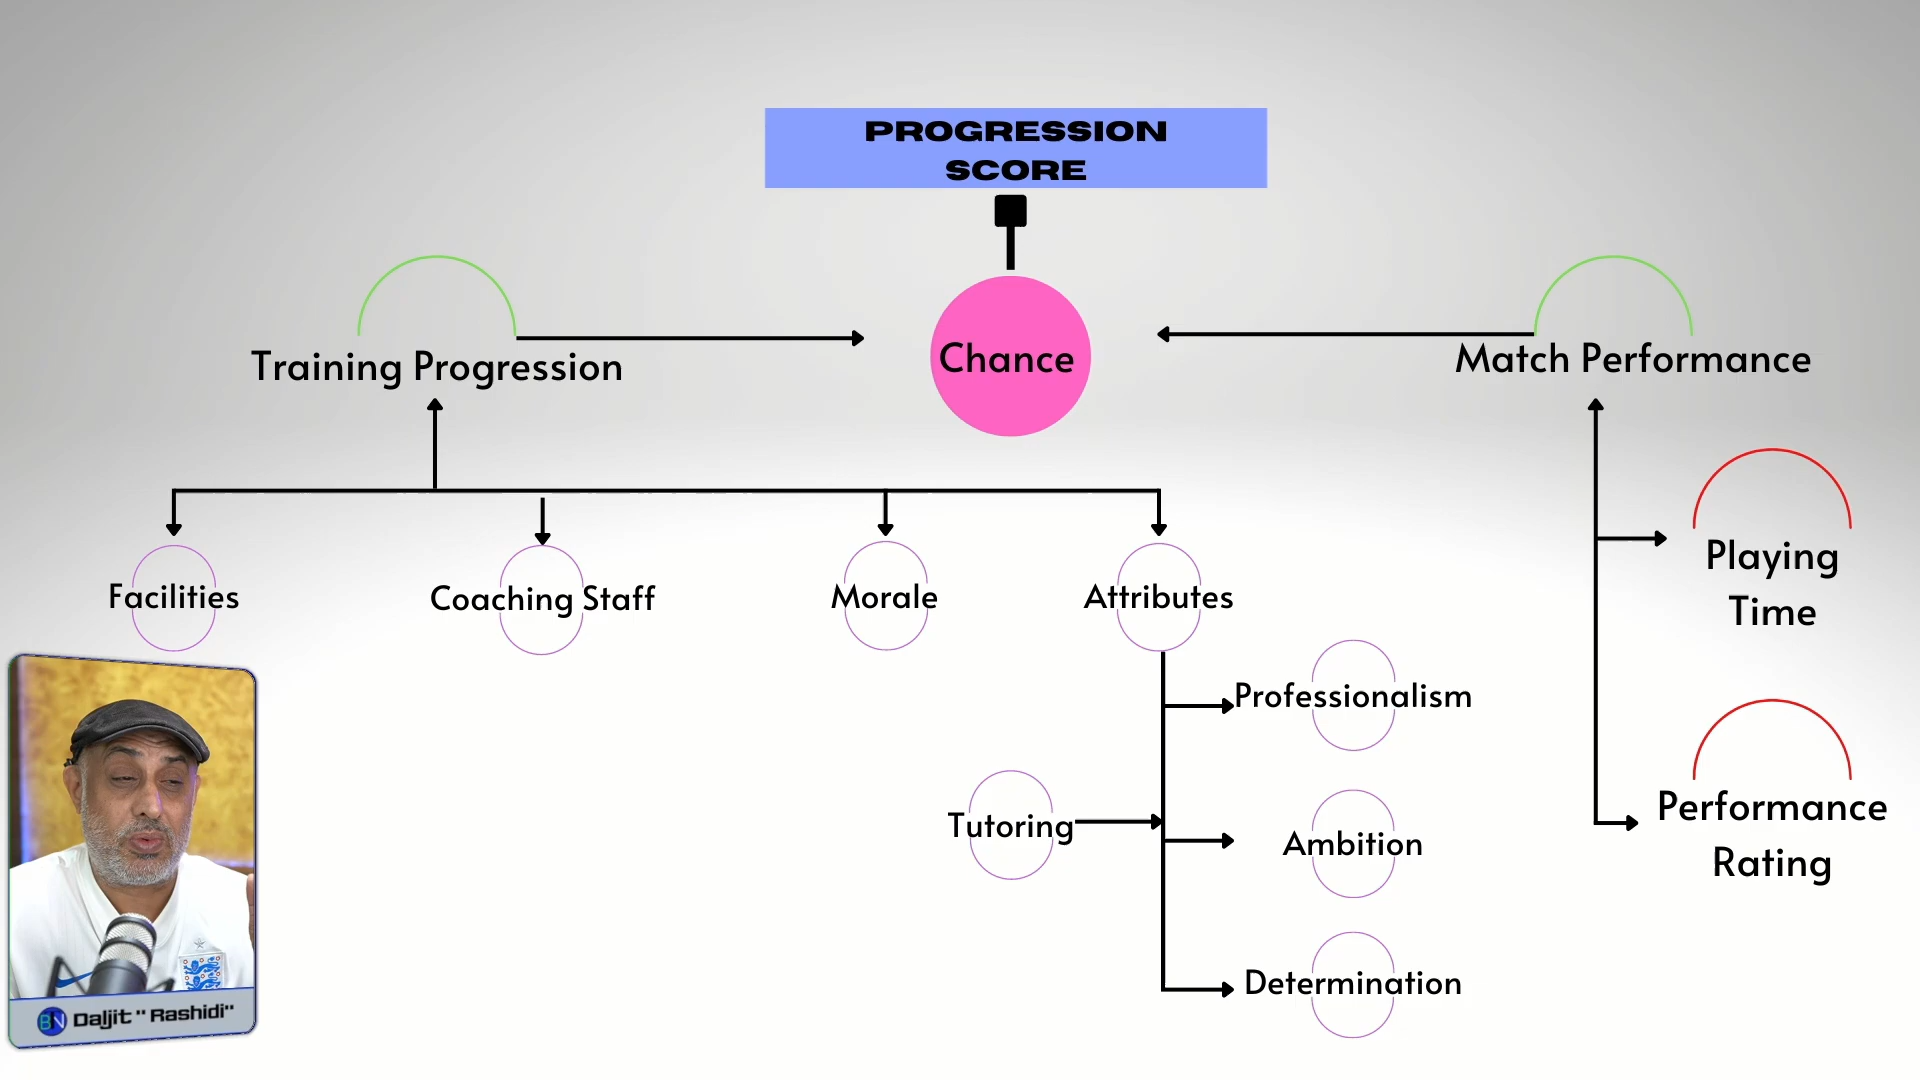 PROGRESSION
SCORE
Training Progression
Chance
Match Performance
Facilities
Coaching Staff
Morale
Attributes
Playing
Time
Professionalism
Tutoring
Ambition
Performance
Rating
Determination
BN Daljit "Rashidi"